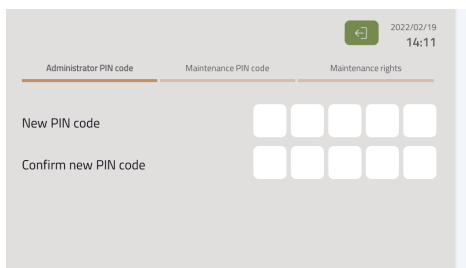 2022/02/19
14:11
Administrator PIN code
Maintenance PIN code
Maintenance rights
New PIN code
Confirm new PIN code